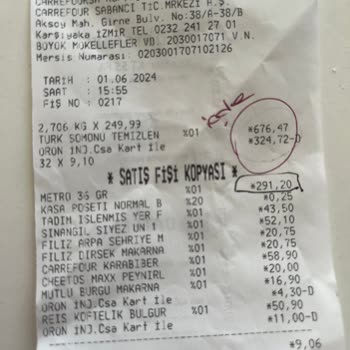 CARREFOUR SABANCI TİC.MRKEZİ A.Ş.
Aksoy Mah. Girne Bulv. No:38/A-38/B
Karşıyaka İZMİR TEL.0232 241 27 01
BÜYÜK MÜKELLEFLER VD. 2030017071 V.N.
Mersis Numarası: 0203001707102126
TARİH : 01.06.2024
SAAT : 15:55
FİŞ NO : 0217
2,706 KG X 249,99
TÜRK SOMONU TEMİZLEN %01 *676,47
ÜRÜN İND.Csa Kart ile *324,72-D
32 X 9,10
* SATIŞ FİŞİ KOPYASI *
METRO 36 GR %01 *291,20
KASA POŞETİ NORMAL B %20 *0,25
TADIM İŞLENMİŞ YER F %01 *43,50
SİNANGİL SİYEZ UN 1 %01 *52,10
FİLİZ ARPA ŞEHRİYE M %01 *20,75
FİLİZ DİRSEK MAKARNA %01 *20,75
CARREFOUR KARABİBER %01 *58,90
CHEETOS MAXX PEYNİRL %01 *20,00
MUTLU BURGU MAKARNA %01 *16,90
ÜRÜN İND.Csa Kart ile *4,30-D
REİS KÖFTELİK BULGUR %01 *50,90
ÜRÜN İND.Csa Kart ile *11,00-D
*9,06